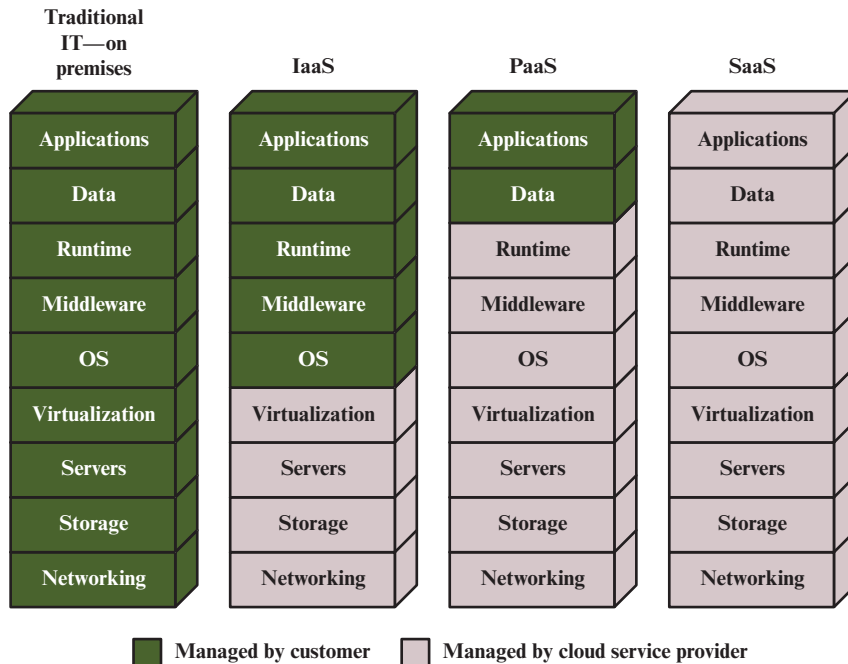 Traditional
IT—on
premises
IaaS
PaaS
SaaS
Applications
Data
Runtime
Middleware
OS
Virtualization
Servers
Storage
Networking
Applications
Data
Runtime
Middleware
OS
Virtualization
Servers
Storage
Networking
Applications
Data
Runtime
Middleware
OS
Virtualization
Servers
Storage
Networking
Applications
Data
Runtime
Middleware
OS
Virtualization
Servers
Storage
Networking
Managed by customer
Managed by cloud service provider